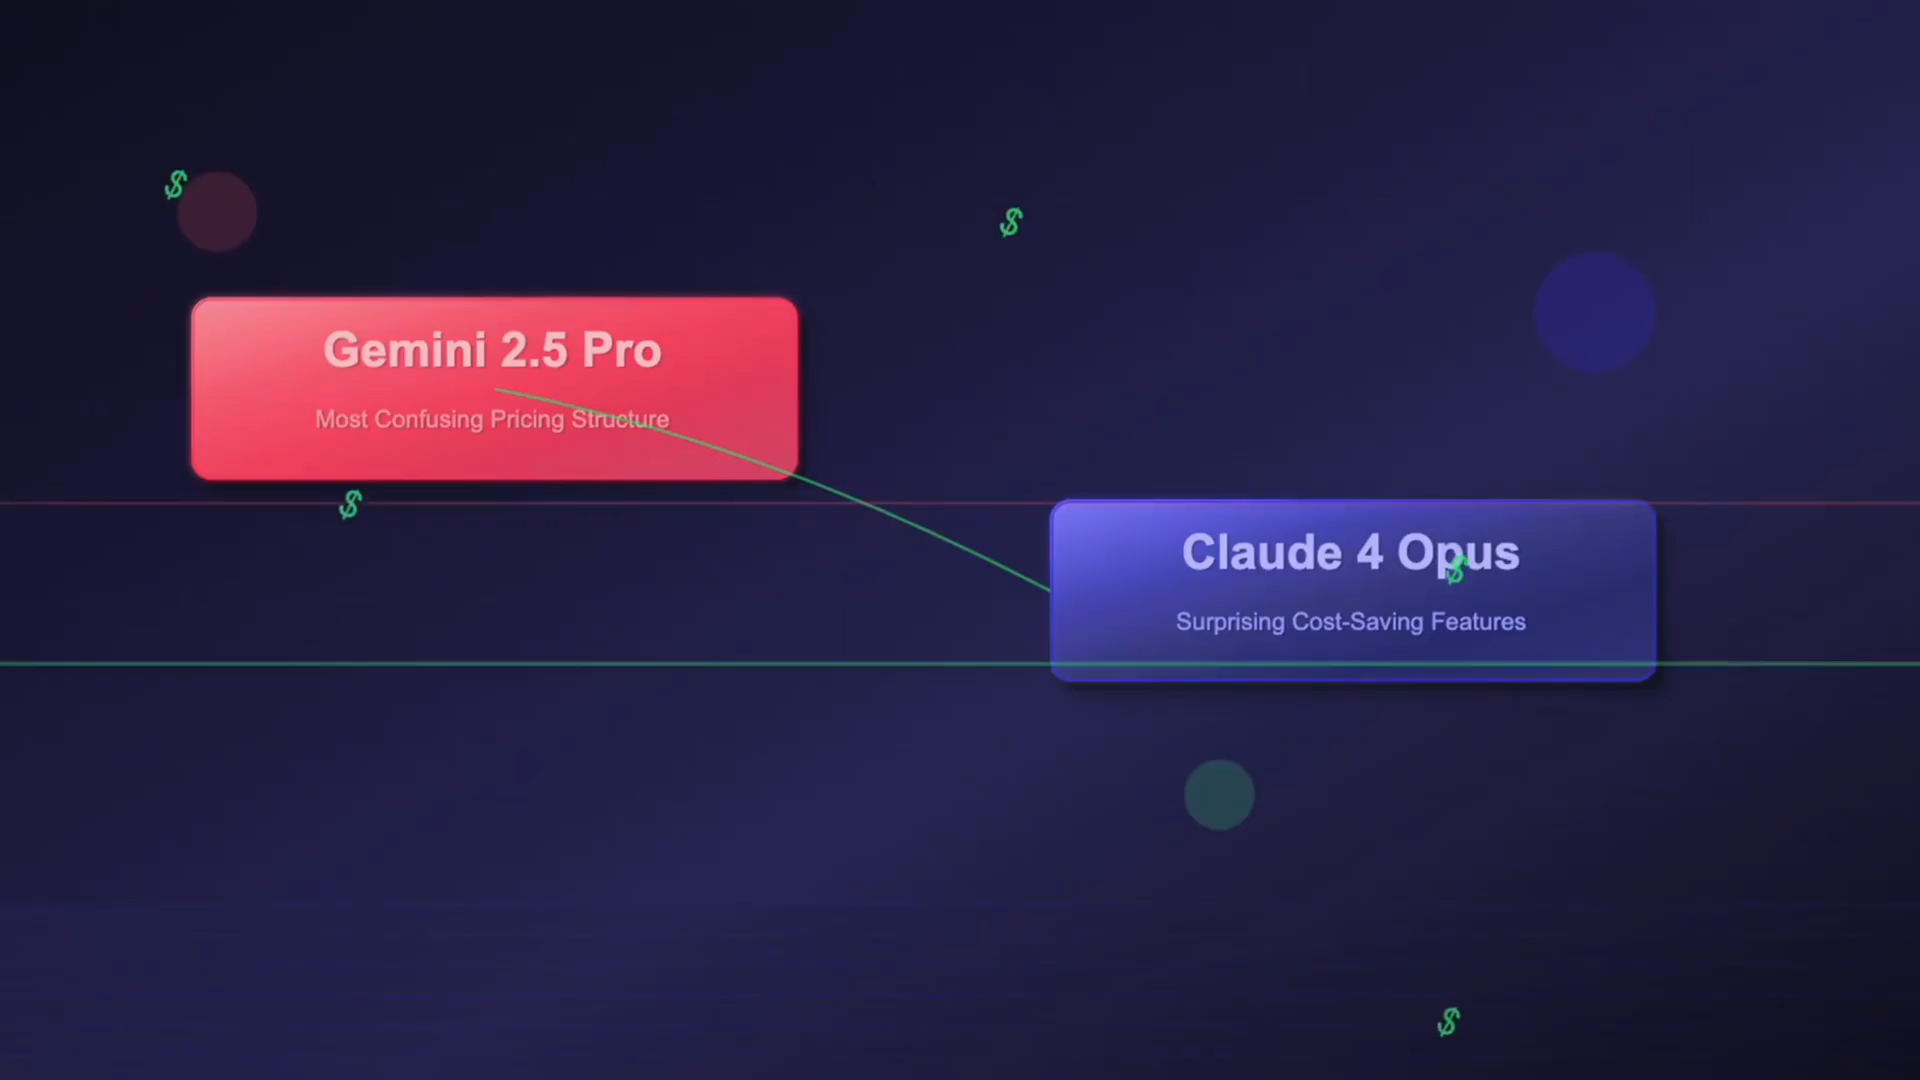 $
$
Gemini 2.5 Pro
Most Confusing Pricing Structure
$
Claude 4 Opus
$
Surprising Cost-Saving Features
$